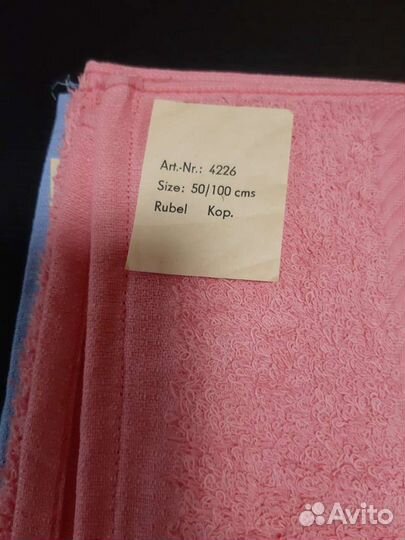 Art.-Nr.: 4226
Size: 50/100 cms
Rubel Kop.
Avito